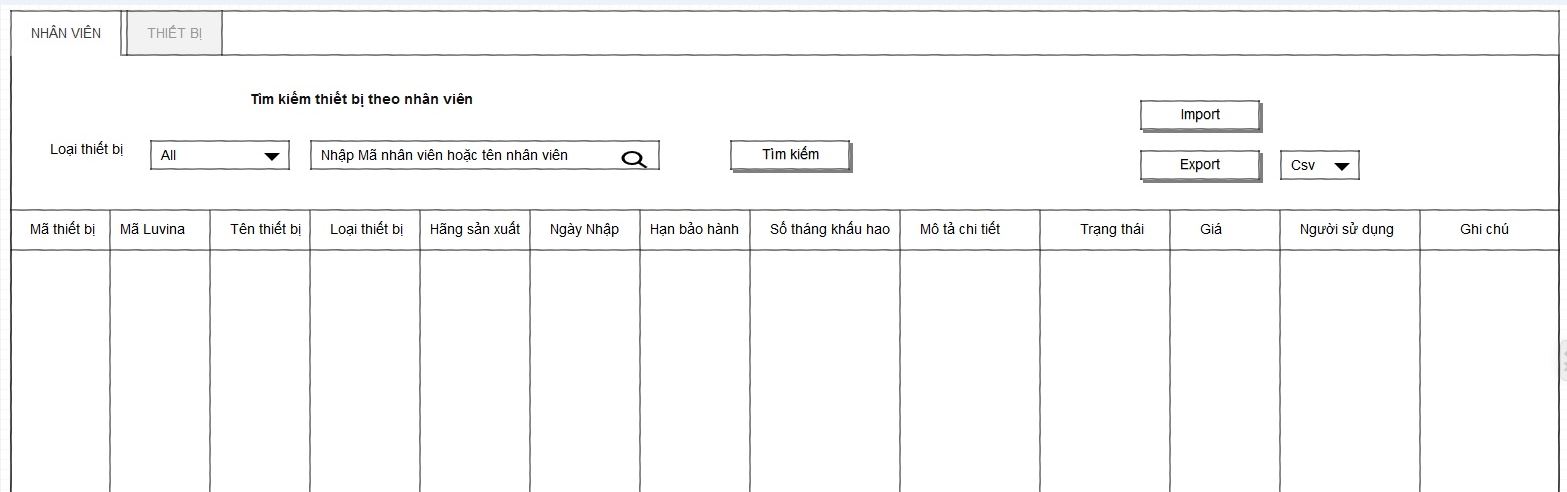 NHÂN VIÊN THIẾT BỊ
Tìm kiếm thiết bị theo nhân viên
Import
Loại thiết bị All Nhập Mã nhân viên hoặc tên nhân viên Tìm kiếm
Export Csv
Mã thiết bị Mã Luvina Tên thiết bị Loại thiết bị Hãng sản xuất Ngày Nhập Hạn bảo hành Số tháng khấu hao Mô tả chi tiết Trạng thái Giá Người sử dụng Ghi chú